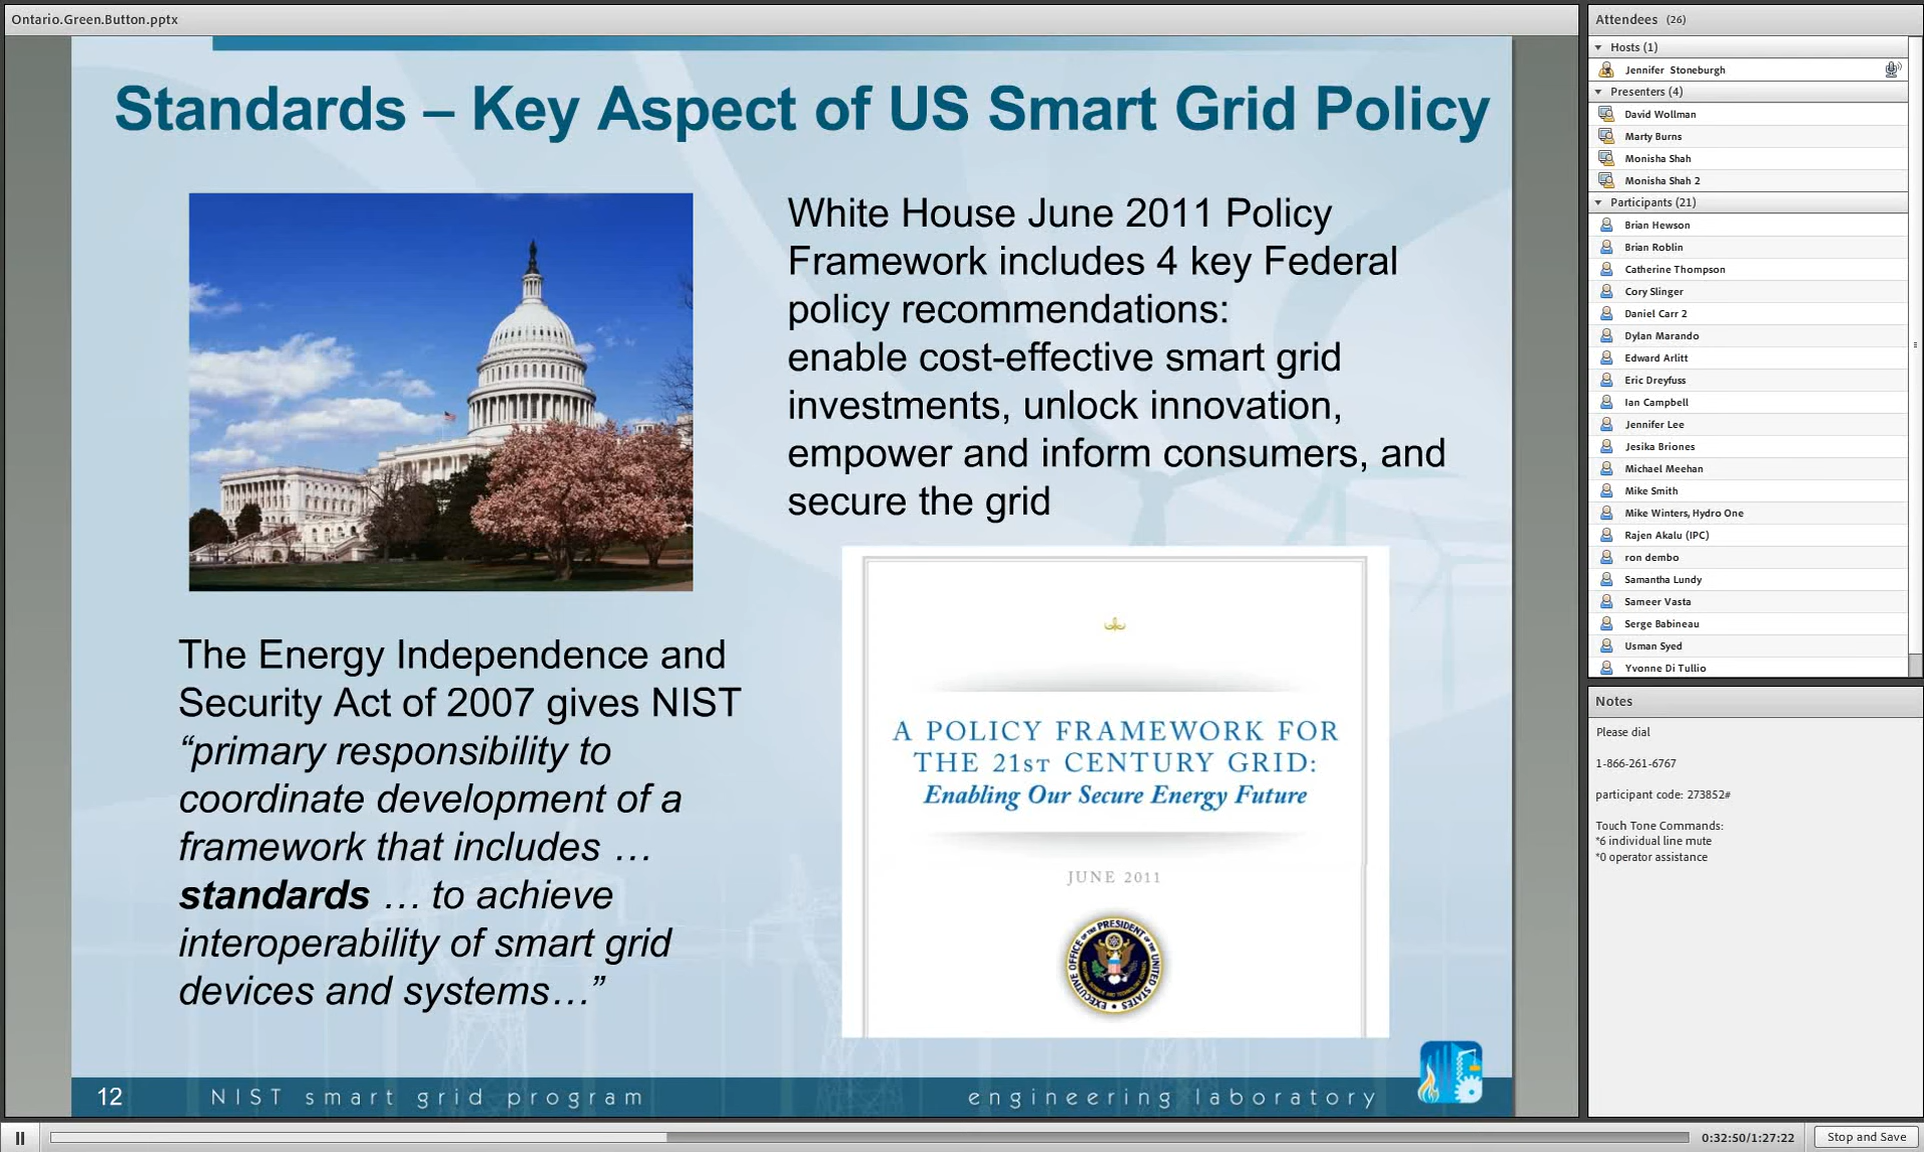 Ontario.Green.Button.pptx
Standards – Key Aspect of US Smart Grid Policy
White House June 2011 Policy
Framework includes 4 key Federal
policy recommendations:
enable cost-effective smart grid
investments, unlock innovation,
empower and inform consumers, and
secure the grid
The Energy Independence and
Security Act of 2007 gives NIST
“primary responsibility to
coordinate development of a
framework that includes …
standards … to achieve
interoperability of smart grid
devices and systems…”
A POLICY FRAMEWORK FOR
THE 21ST CENTURY GRID:
Enabling Our Secure Energy Future
JUNE 2011
EXECUTIVE OFFICE OF THE PRESIDENT OF THE UNITED STATES
12
NIST smart grid program
engineering laboratory
Attendees (26)
Hosts (1)
Jennifer Stoneburgh
Presenters (4)
David Wollman
Marty Burns
Monisha Shah
Monisha Shah 2
Participants (21)
Brian Hewson
Brian Roblin
Catherine Thompson
Cory Slinger
Daniel Carr 2
Dylan Marando
Edward Arlitt
Eric Dreyfuss
Ian Campbell
Jennifer Lee
Jesika Briones
Michael Meehan
Mike Smith
Mike Winters, Hydro One
Rajen Akalu (IPC)
ron dembo
Samantha Lundy
Sameer Vasta
Serge Babineau
Usman Syed
Yvonne Di Tullio
Notes
Please dial
1-866-261-6767
participant code: 273852#
Touch Tone Commands:
*6 individual line mute
*0 operator assistance
0:32:50/1:27:22
Stop and Save